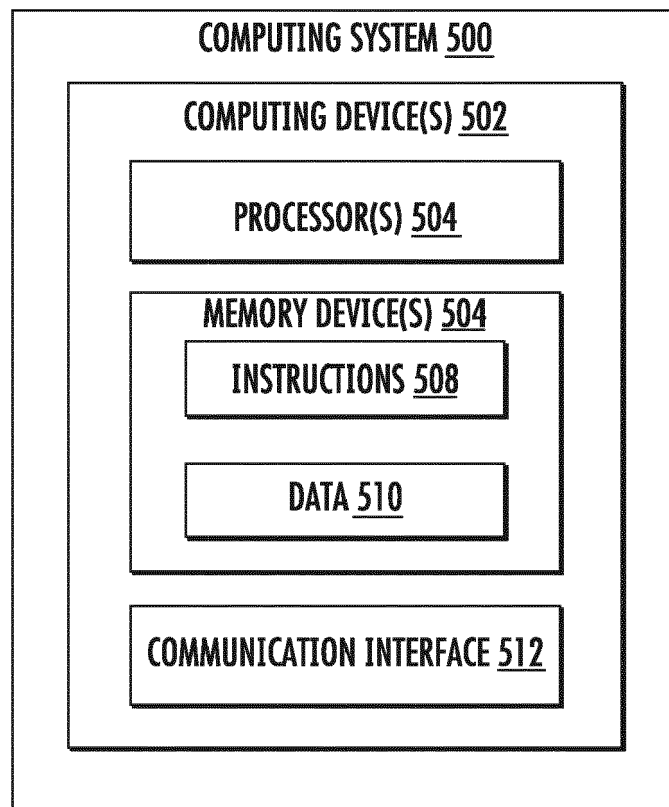 COMPUTING SYSTEM 500
COMPUTING DEVICE(S) 502
PROCESSOR(S) 504
MEMORY DEVICE(S) 504
INSTRUCTIONS 508
DATA 510
COMMUNICATION INTERFACE 512